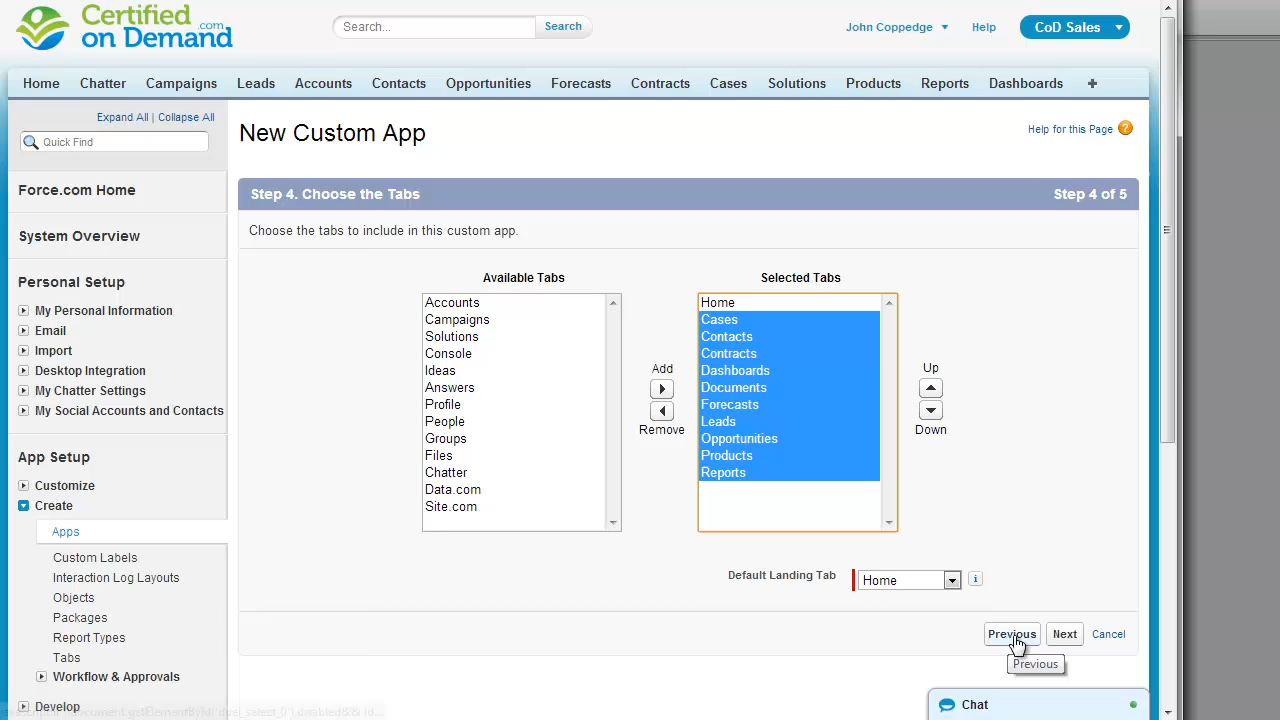 Certified
.com
on Demand
Search...
Search
John Coppedge
Help
CoD Sales
Home
Chatter
Campaigns
Leads
Accounts
Contacts
Opportunities
Forecasts
Contracts
Cases
Solutions
Products
Reports
Dashboards
+
Expand All | Collapse All
Quick Find
Force.com Home
System Overview
Personal Setup
My Personal Information
Email
Import
Desktop Integration
My Chatter Settings
My Social Accounts and Contacts
App Setup
Customize
Create
Apps
Custom Labels
Interaction Log Layouts
Objects
Packages
Report Types
Tabs
Workflow & Approvals
Develop
New Custom App
Help for this Page ?
Step 4. Choose the Tabs
Step 4 of 5
Choose the tabs to include in this custom app.
Available Tabs
Accounts
Campaigns
Solutions
Console
Ideas
Answers
Profile
People
Groups
Files
Chatter
Data.com
Site.com
Add
Remove
Selected Tabs
Home
Cases
Contacts
Contracts
Dashboards
Documents
Forecasts
Leads
Opportunities
Products
Reports
Up
Down
Default Landing Tab
Home
i
Previous
Next
Cancel
Previous
Chat